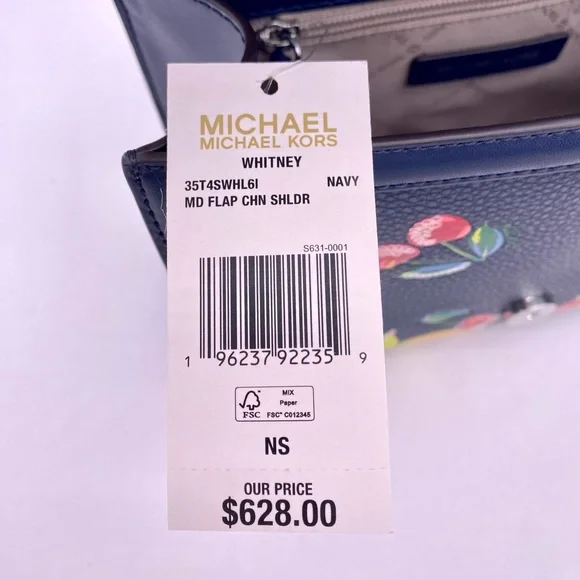 MICHAEL
MICHAEL KORS
WHITNEY
35T4SWHL6I NAVY
MD FLAP CHN SHLDR
S631-0001
1 96237 92235 9
FSC
MIX
Paper
FSC™ C012345
NS
OUR PRICE
$628.00